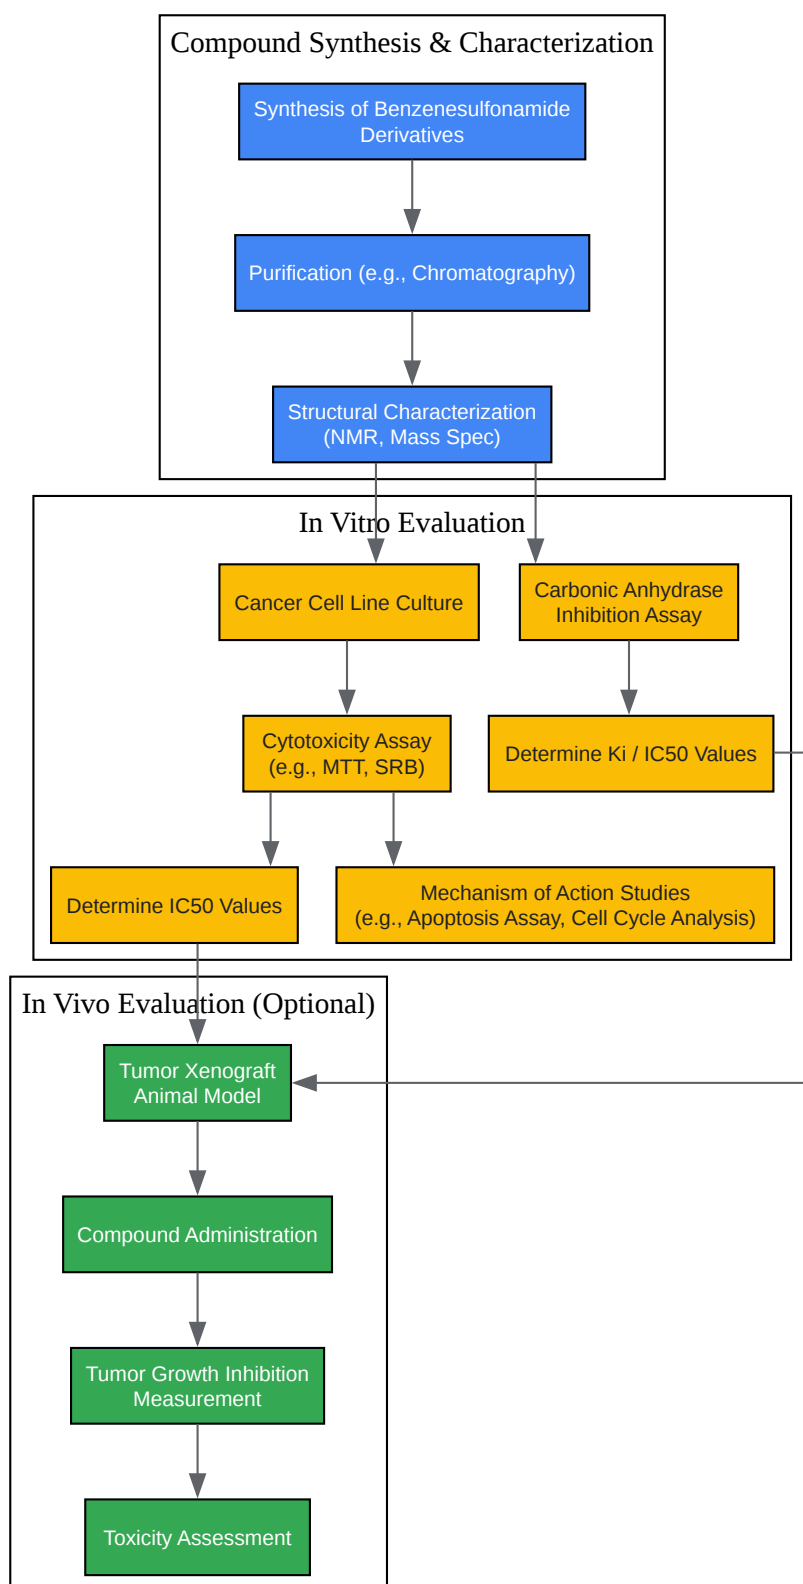 Compound Synthesis & Characterization
Synthesis of Benzenesulfonamide
Derivatives
Purification (e.g., Chromatography)
Structural Characterization
(NMR, Mass Spec)
In Vitro Evaluation
Cancer Cell Line Culture
Carbonic Anhydrase
Inhibition Assay
Cytotoxicity Assay
(e.g., MTT, SRB)
Determine Ki / IC50 Values
Determine IC50 Values
Mechanism of Action Studies
(e.g., Apoptosis Assay, Cell Cycle Analysis)
In Vivo Evaluation (Optional)
Tumor Xenograft
Animal Model
Compound Administration
Tumor Growth Inhibition
Measurement
Toxicity Assessment